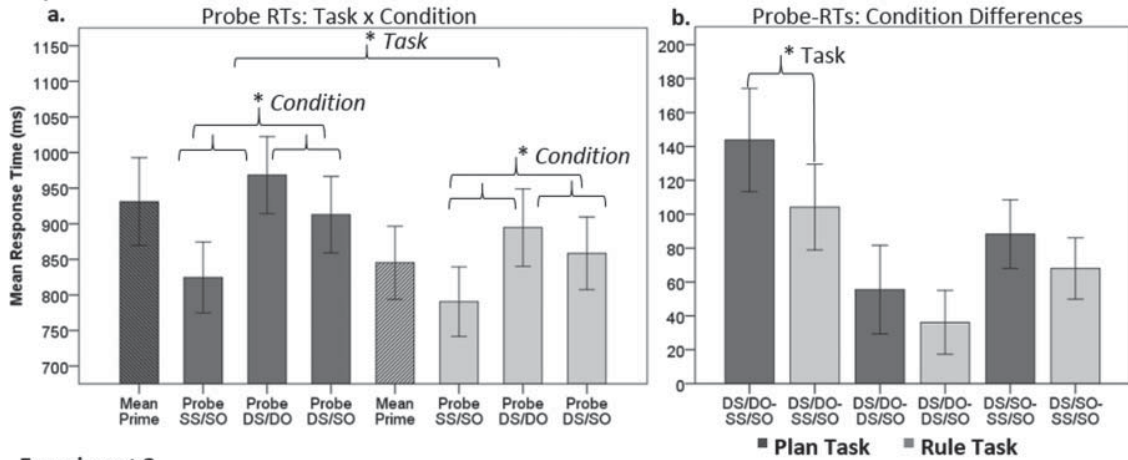 a. Probe RTs: Task x Condition
* Task
* Condition
* Condition
Mean Response Time (ms)
1150
1100
1050
1000
950
900
850
800
750
700
Mean Prime
Probe SS/SO
Probe DS/DO
Probe DS/SO
Mean Prime
Probe SS/SO
Probe DS/DO
Probe DS/SO
b. Probe-RTs: Condition Differences
* Task
200
180
160
140
120
100
80
60
40
20
0
DS/DO-SS/SO
DS/DO-SS/SO
DS/DO-DS/SO
DS/DO-DS/SO
DS/SO-SS/SO
DS/SO-SS/SO
Plan Task
Rule Task